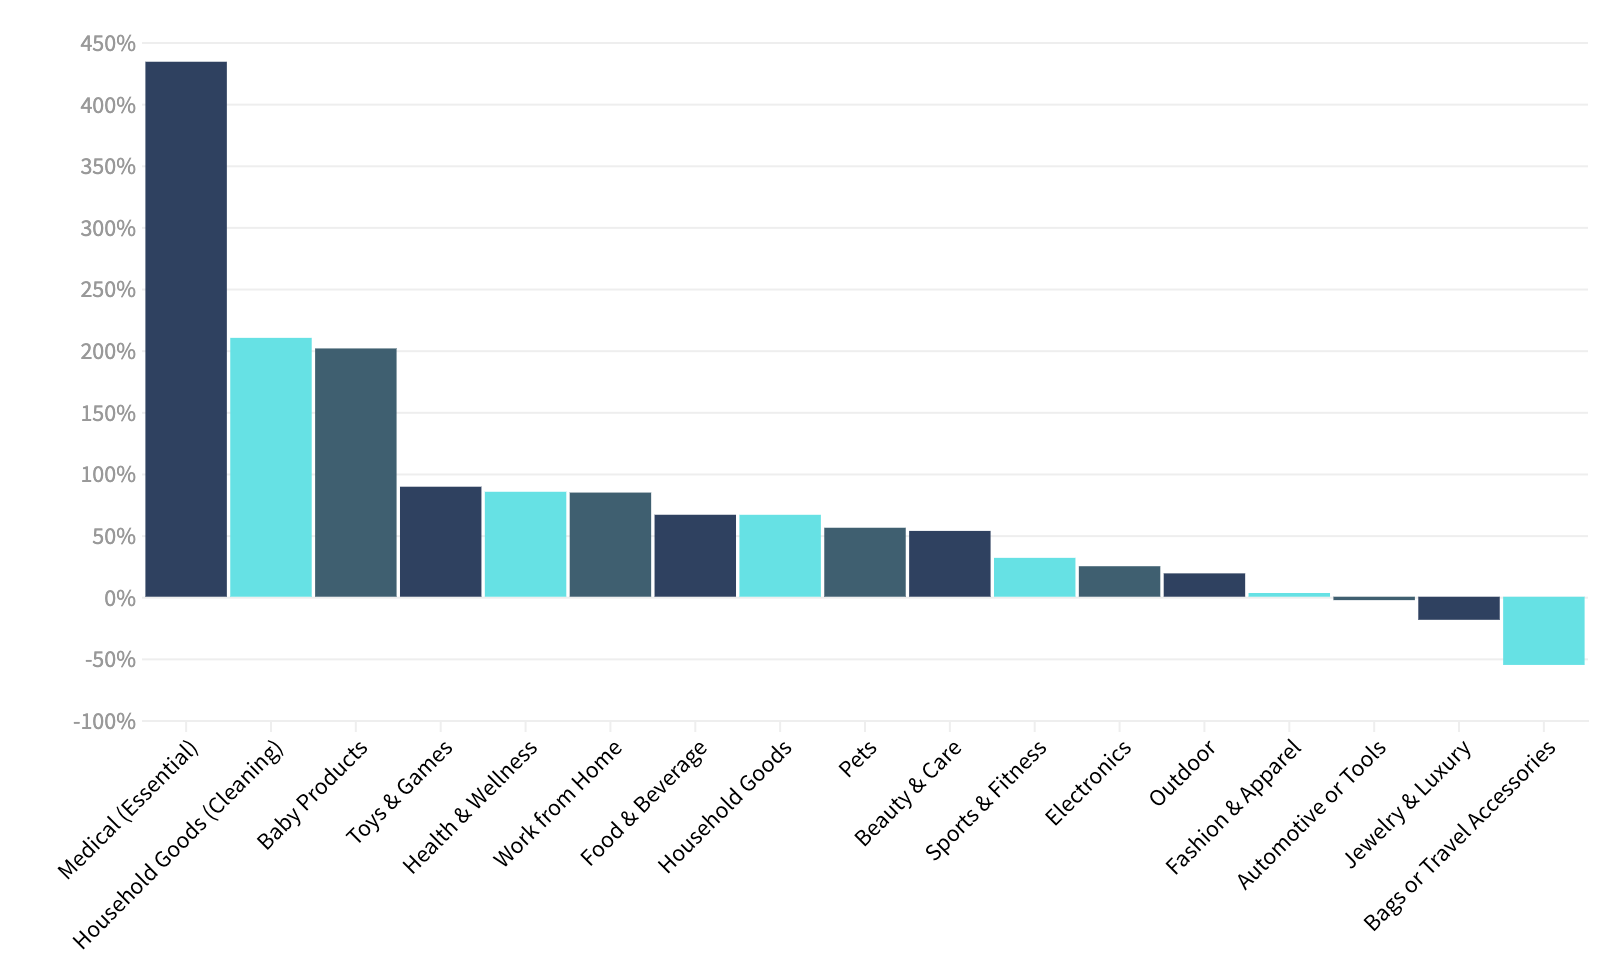 450%
400%
350%
300%
250%
200%
150%
100%
50%
0%
-50%
-100%
Medical (Essential)
Household Goods (Cleaning)
Baby Products
Toys & Games
Health & Wellness
Work from Home
Food & Beverage
Household Goods
Pets
Beauty & Care
Sports & Fitness
Electronics
Outdoor
Fashion & Apparel
Automotive or Tools
Jewelry & Luxury
Bags or Travel Accessories